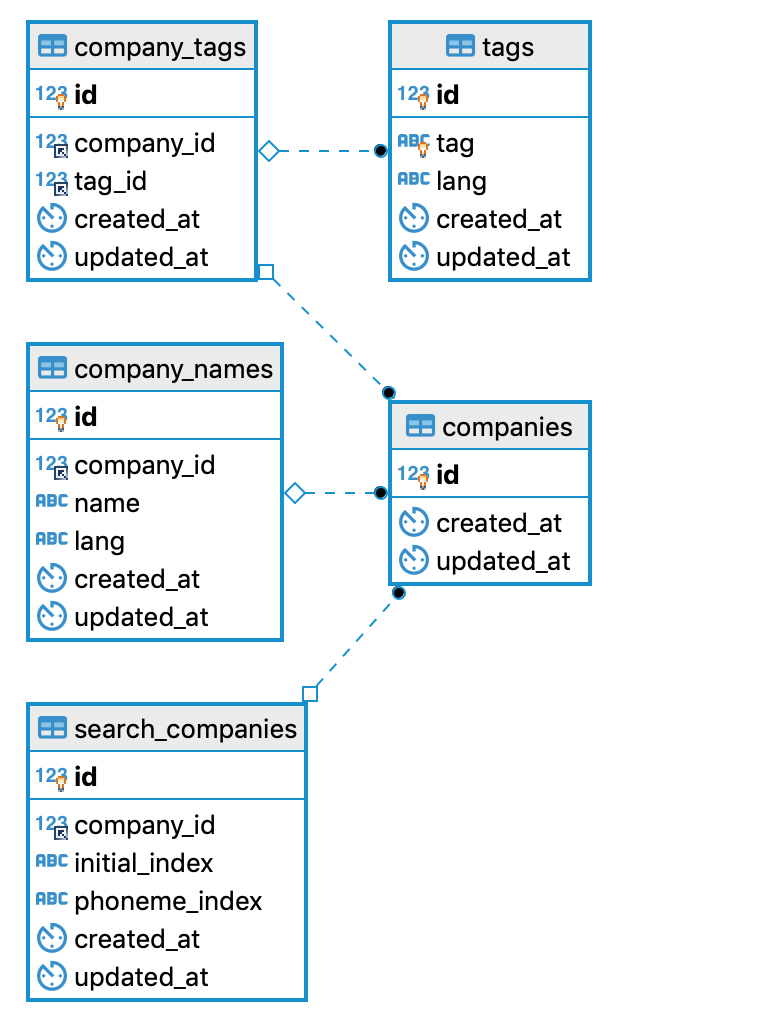 company_tags
123 id
123 company_id
123 tag_id
created_at
updated_at
tags
123 id
ABC tag
ABC lang
created_at
updated_at
company_names
123 id
123 company_id
ABC name
ABC lang
created_at
updated_at
companies
123 id
created_at
updated_at
search_companies
123 id
123 company_id
ABC initial_index
ABC phoneme_index
created_at
updated_at